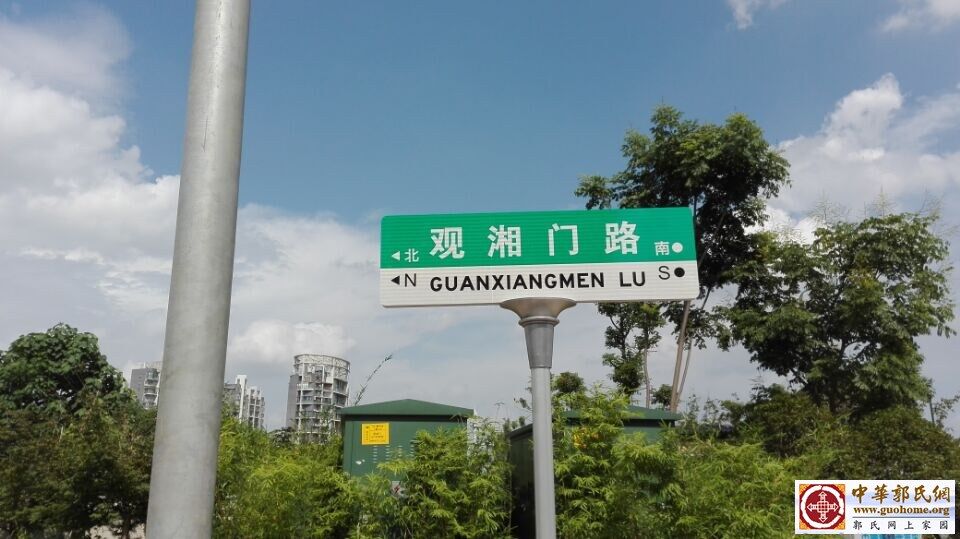 ◄北 观湘门路 南●
◄N GUANXIANGMEN LU S●
中華郭氏網
www.guohome.org
郭氏网上家园